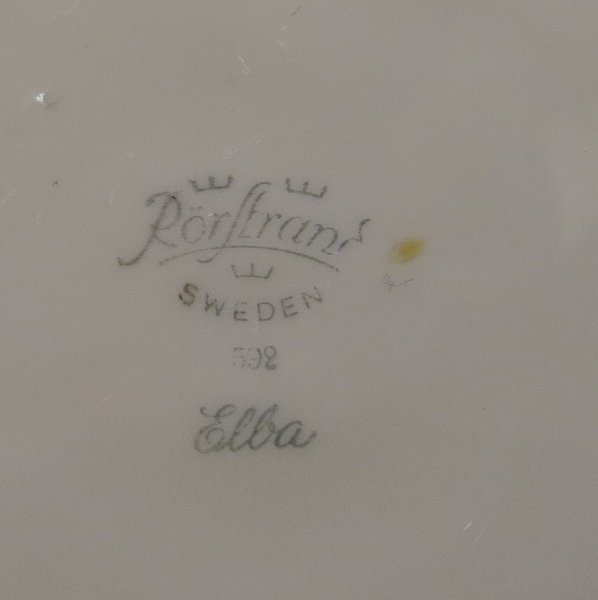 Rörstrand
SWEDEN
592
Elba